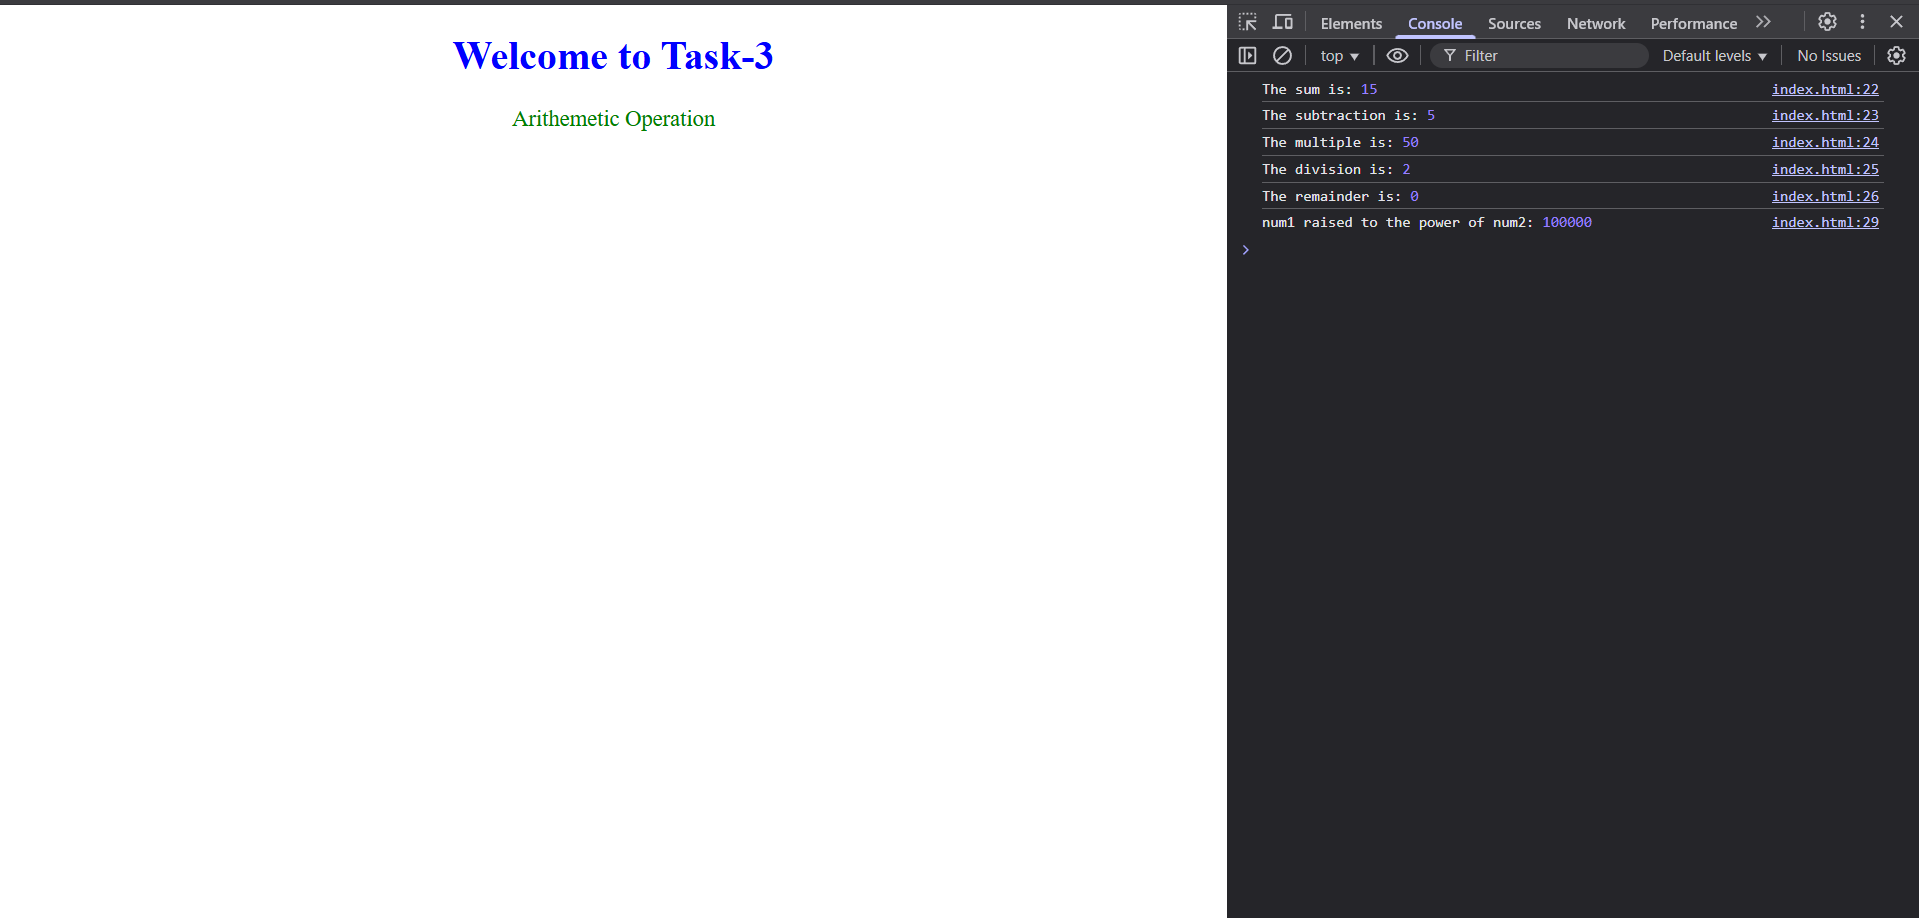 Welcome to Task-3
Arithemetic Operation
Elements Console Sources Network Performance
top Filter Default levels No Issues
The sum is: 15 index.html:22
The subtraction is: 5 index.html:23
The multiple is: 50 index.html:24
The division is: 2 index.html:25
The remainder is: 0 index.html:26
num1 raised to the power of num2: 100000 index.html:29